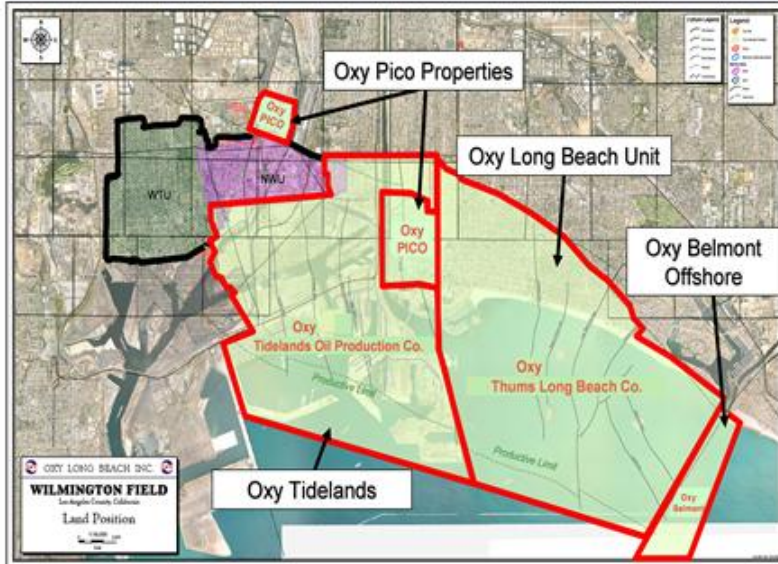 Oxy Pico Properties
Legend
Oxy
PICO
Oxy Long Beach Unit
WTU
NWU
Oxy
PICO
Oxy Belmont
Offshore
Oxy
Tidelands Oil Production Co.
Oxy
Thums Long Beach Co.
Productive Limit
Productive Limit
Oxy Tidelands
Oxy
Belmont
OXY LONG BEACH INC.
WILMINGTON FIELD
Los Angeles County, California
Land Position